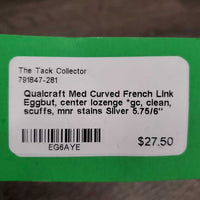 The Tack Collector
791847-281
Qualcraft Med Curved French Link
Eggbut, center lozenge *gc, clean,
scuffs, mnr stains Silver 5.75/6"
EG6AYE
$27.50